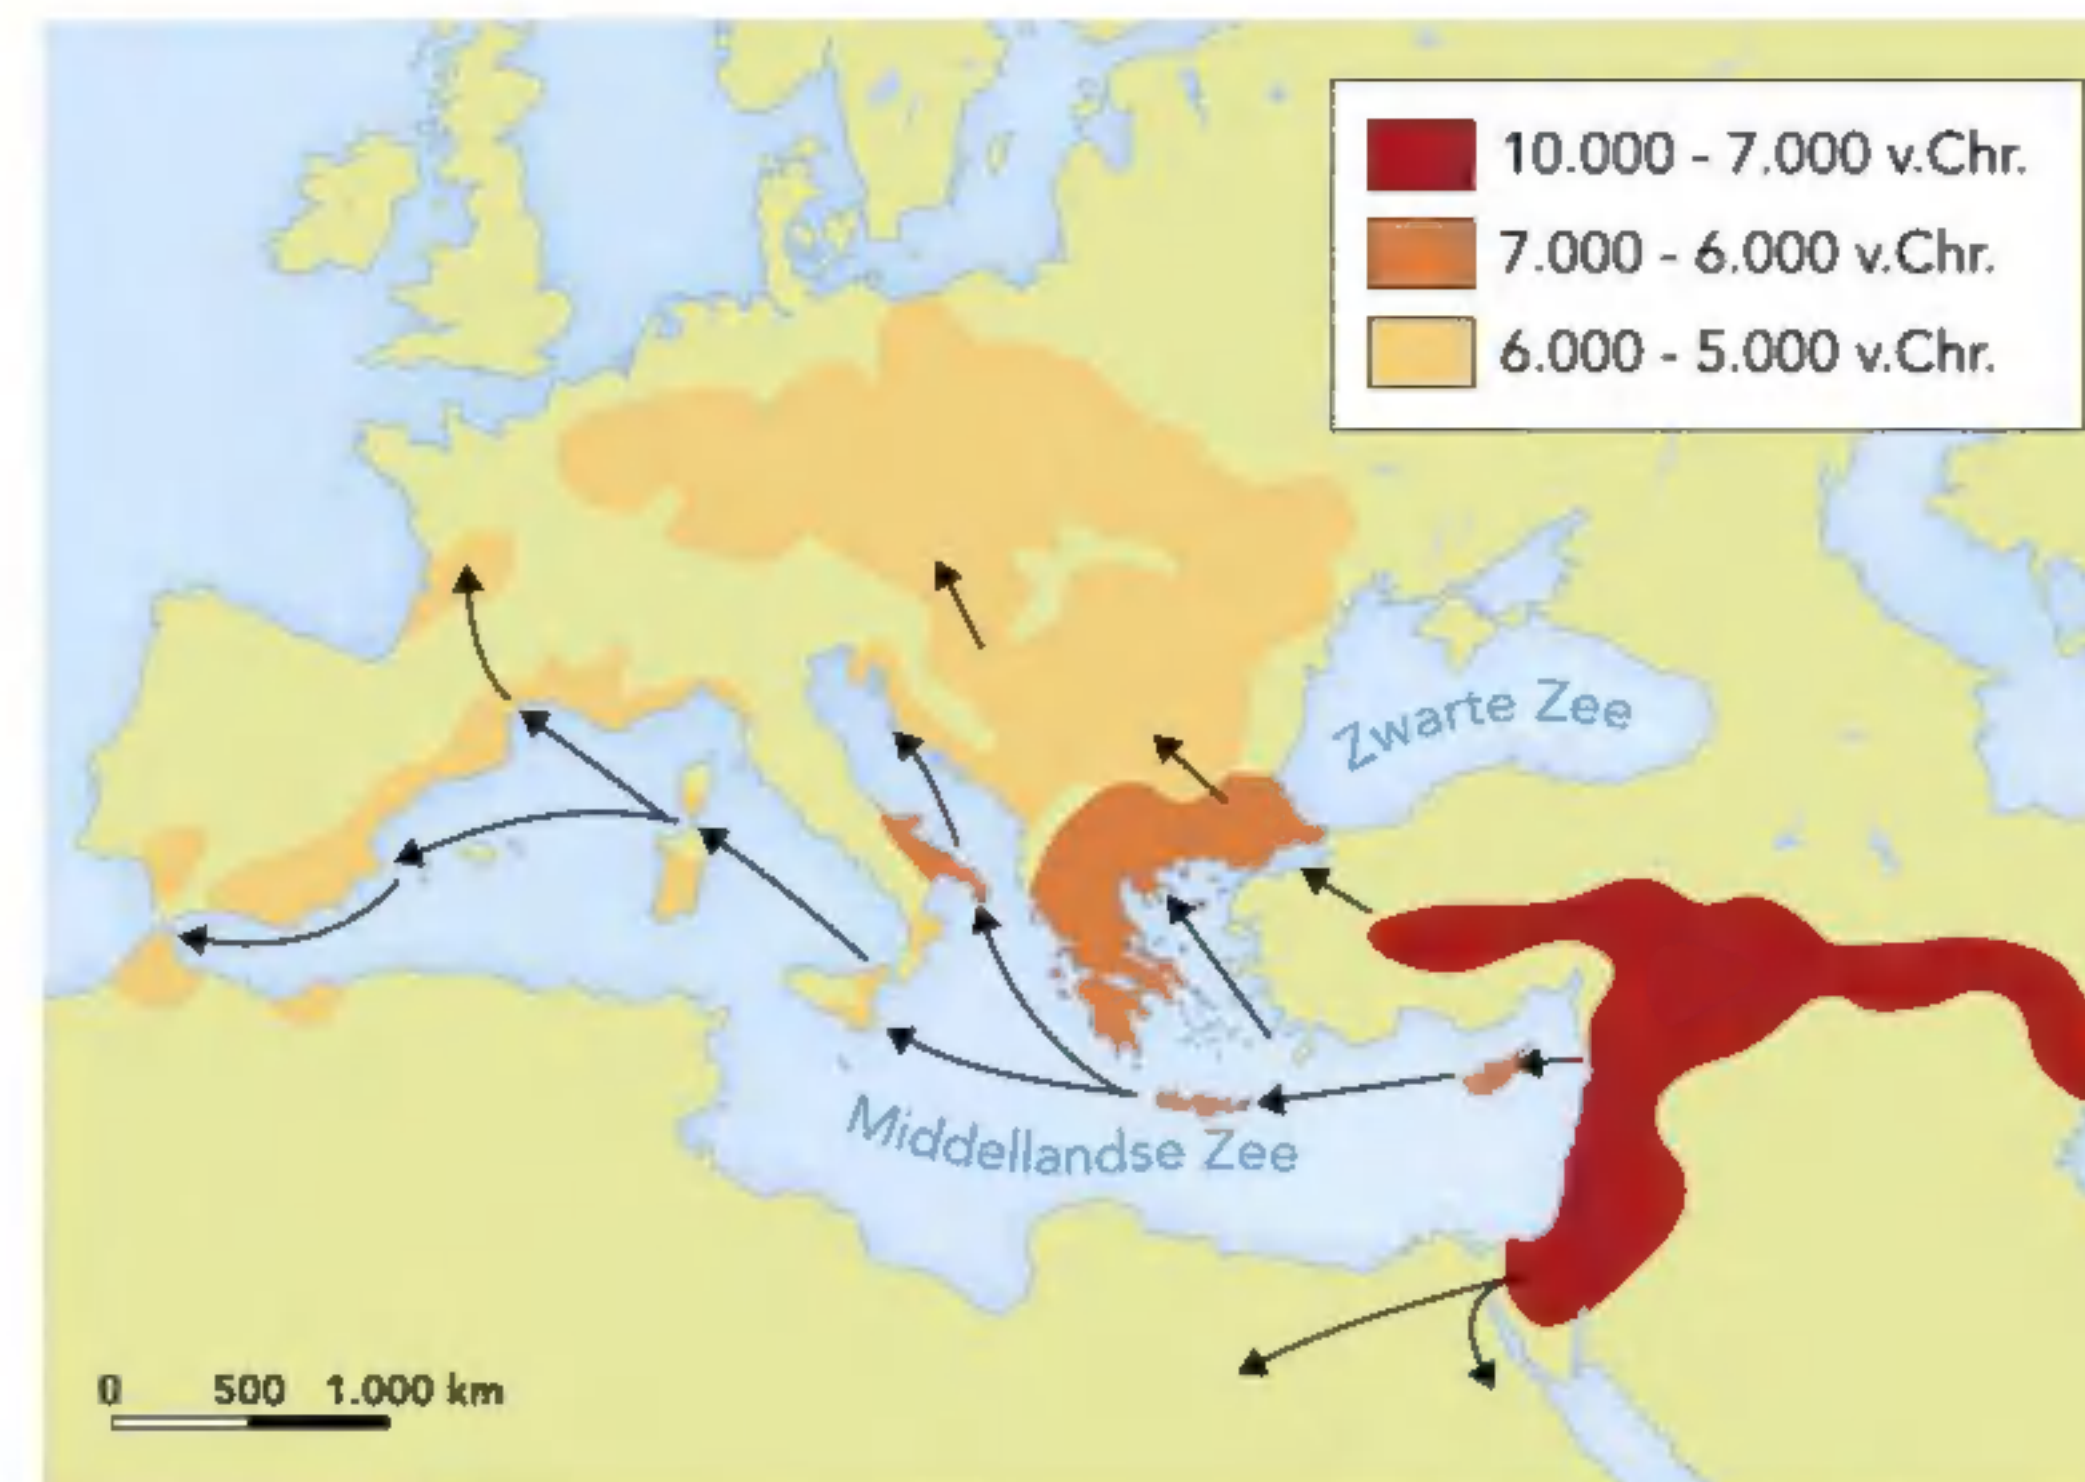 10.000 - 7.000 v.Chr.
7.000 - 6.000 v.Chr.
6.000 - 5.000 v.Chr.
Zwarte Zee
Middellandse Zee
0 500 1.000 km